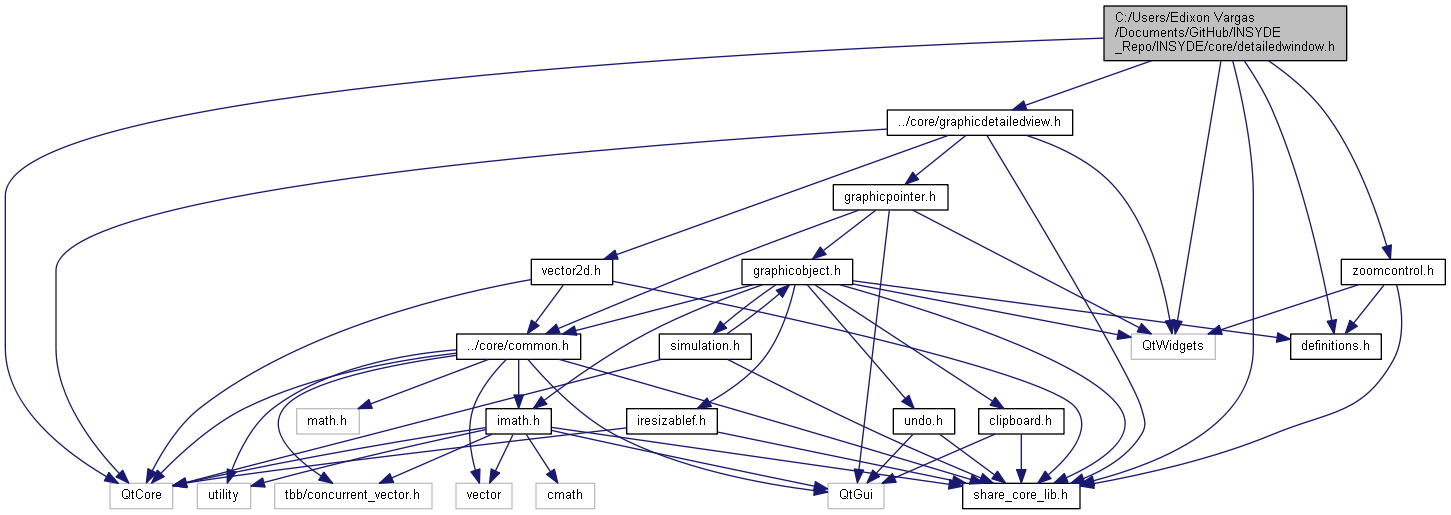 C:/Users/Edixon Vargas
/Documents/GitHub/INSYDE
_Repo/INSYDE/core/detailedwindow.h
../core/graphicdetailedview.h
graphicpointer.h
vector2d.h
graphicobject.h
zoomcontrol.h
../core/common.h
simulation.h
QtWidgets
definitions.h
math.h
imath.h
iresizablef.h
undo.h
clipboard.h
QtCore
utility
tbb/concurrent_vector.h
vector
cmath
QtGui
share_core_lib.h